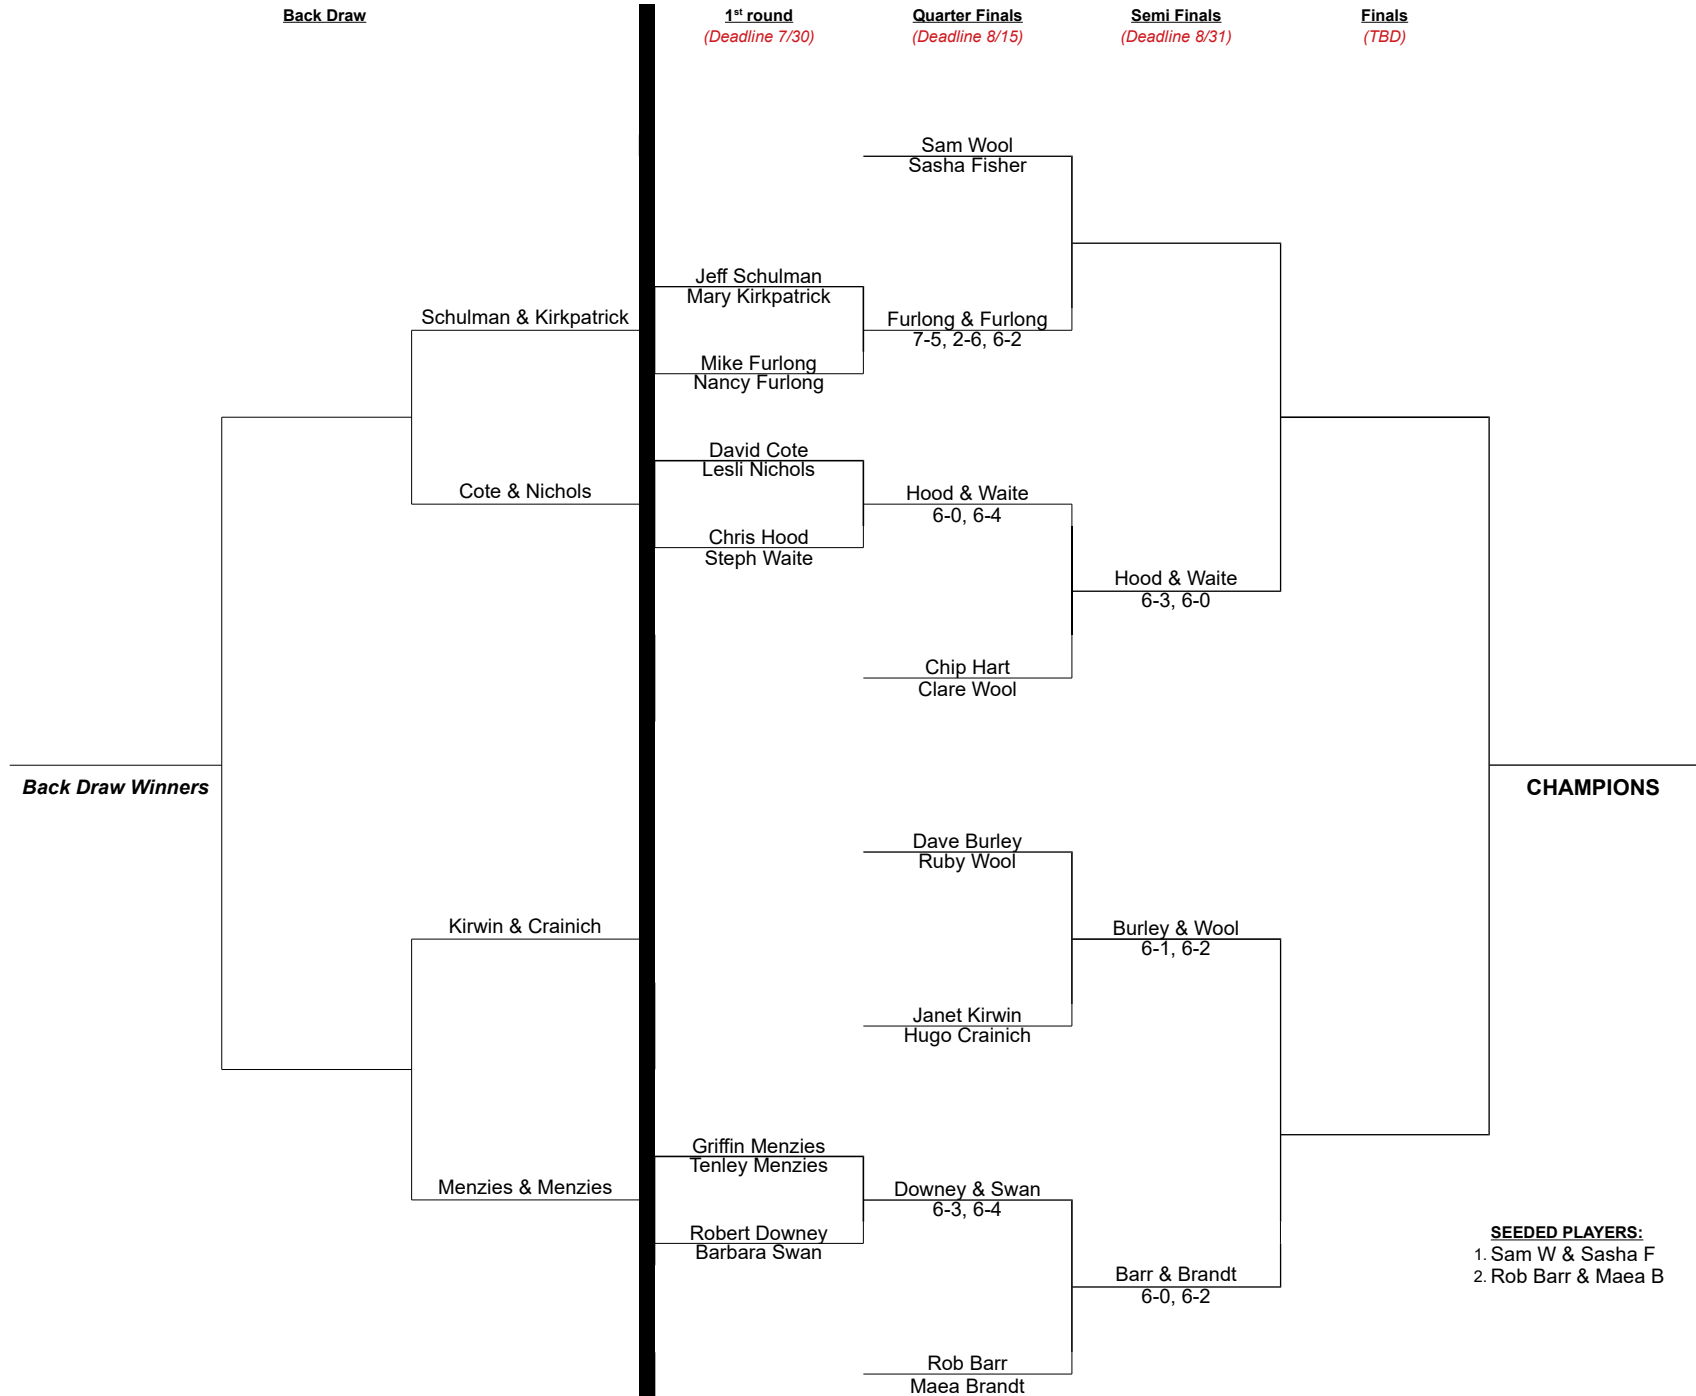 Back Draw
1st round
(Deadline 7/30)
Quarter Finals
(Deadline 8/15)
Semi Finals
(Deadline 8/31)
Finals
(TBD)
Sam Wool
Sasha Fisher
Jeff Schulman
Mary Kirkpatrick
Schulman & Kirkpatrick
Furlong & Furlong
7-5, 2-6, 6-2
Mike Furlong
Nancy Furlong
David Cote
Lesli Nichols
Cote & Nichols
Hood & Waite
6-0, 6-4
Chris Hood
Steph Waite
Hood & Waite
6-3, 6-0
Chip Hart
Clare Wool
Back Draw Winners
CHAMPIONS
Dave Burley
Ruby Wool
Kirwin & Crainich
Burley & Wool
6-1, 6-2
Janet Kirwin
Hugo Crainich
Griffin Menzies
Tenley Menzies
Menzies & Menzies
Downey & Swan
6-3, 6-4
Robert Downey
Barbara Swan
Barr & Brandt
6-0, 6-2
Rob Barr
Maea Brandt
SEEDED PLAYERS:
1. Sam W & Sasha F
2. Rob Barr & Maea B